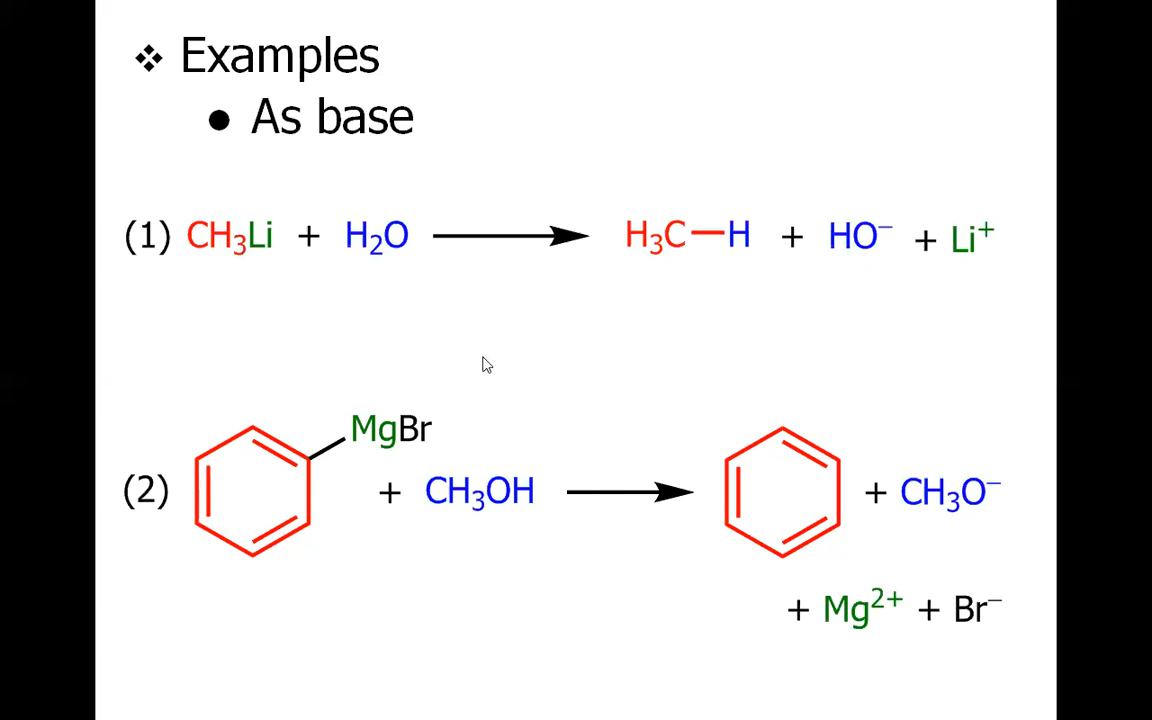 ❖ Examples
● As base
(1) CH₃Li + H₂O ⟶ H₃C—H + HO⁻ + Li⁺
MgBr
(2) + CH₃OH ⟶ + CH₃O⁻
+ Mg²⁺ + Br⁻